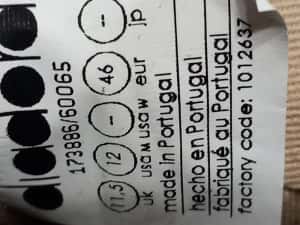 diadora
173886/60065
11,5 12 - 46 --
uk usa m usa w eur jp
made in Portugal
hecho en Portugal
fabriqué au Portugal
factory code: 1012637